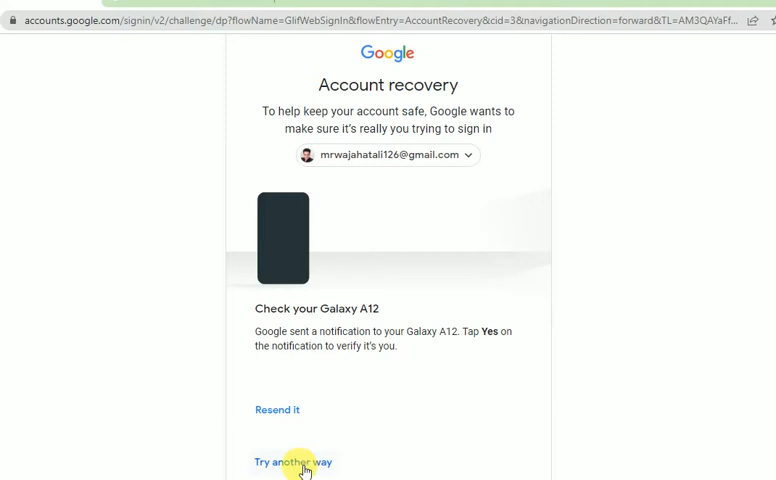 accounts.google.com/signin/v2/challenge/dp?flowName=GlifWebSignIn&flowEntry=AccountRecovery&cid=3&navigationDirection=forward&TL=AM3QAYaFf...
Google
Account recovery
To help keep your account safe, Google wants to
make sure it's really you trying to sign in
mrwajahatali126@gmail.com
Check your Galaxy A12
Google sent a notification to your Galaxy A12. Tap Yes on
the notification to verify it's you.
Resend it
Try another way